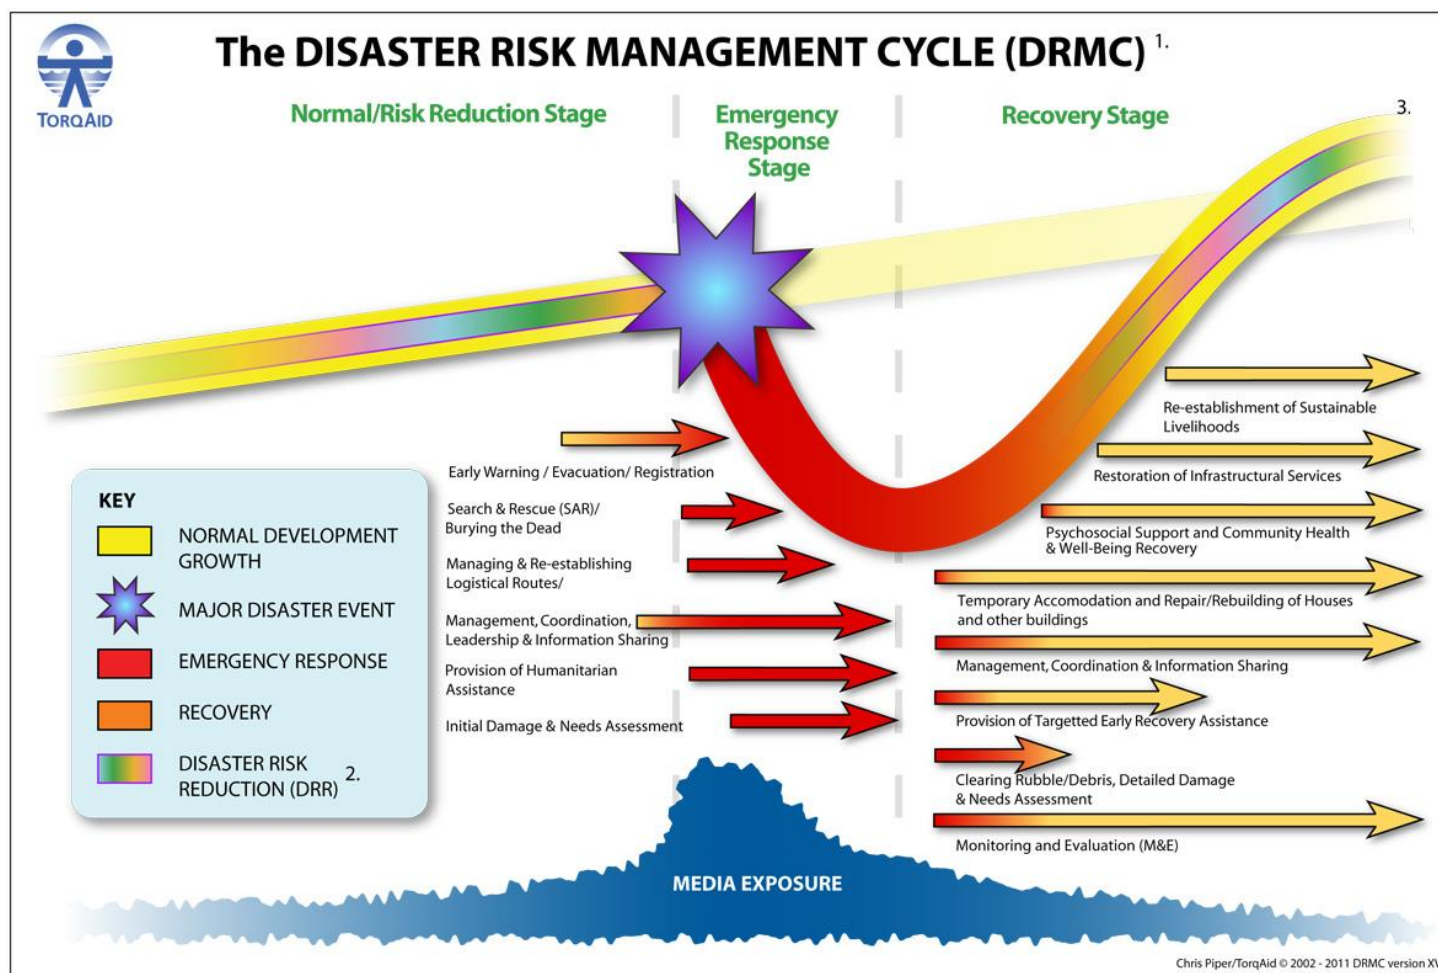 TORQAID
The DISASTER RISK MANAGEMENT CYCLE (DRMC) 1.
Normal/Risk Reduction Stage
Emergency
Response
Stage
Recovery Stage
3.
Early Warning / Evacuation/ Registration
Search & Rescue (SAR)/
Burying the Dead
Managing & Re-establishing
Logistical Routes/
Management, Coordination,
Leadership & Information Sharing
Provision of Humanitarian
Assistance
Initial Damage & Needs Assessment
Re-establishment of Sustainable
Livelihoods
Restoration of Infrastructural Services
Psychosocial Support and Community Health
& Well-Being Recovery
Temporary Accomodation and Repair/Rebuilding of Houses
and other buildings
Management, Coordination & Information Sharing
Provision of Targetted Early Recovery Assistance
Clearing Rubble/Debris, Detailed Damage
& Needs Assessment
Monitoring and Evaluation (M&E)
KEY
NORMAL DEVELOPMENT
GROWTH
MAJOR DISASTER EVENT
EMERGENCY RESPONSE
RECOVERY
DISASTER RISK
REDUCTION (DRR) 2.
MEDIA EXPOSURE
Chris Piper/TorqAid © 2002 - 2011 DRMC version XV